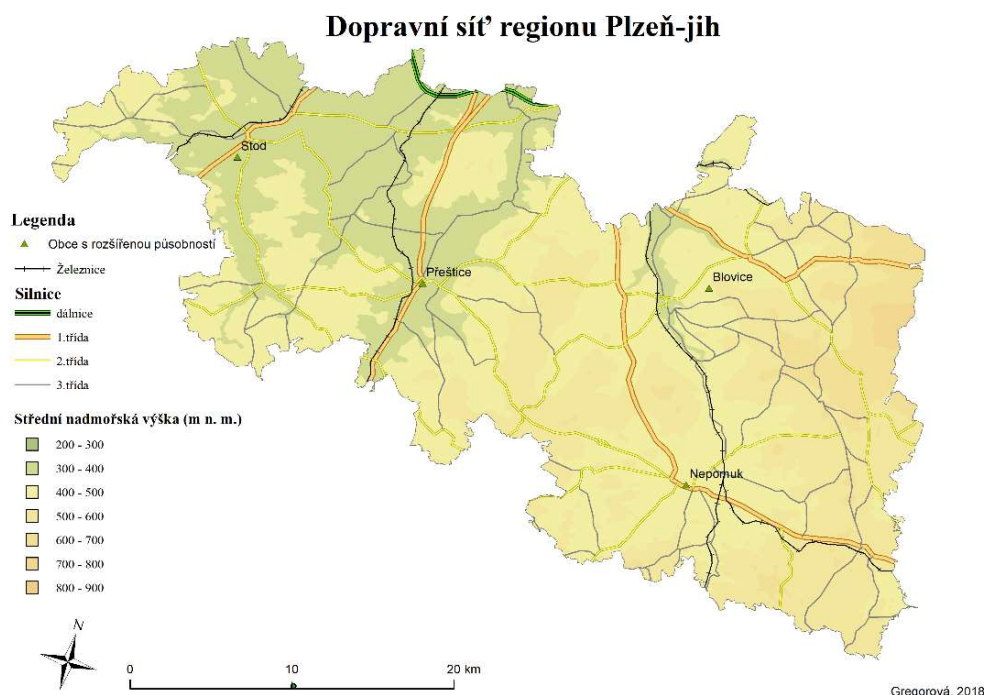 Dopravní síť regionu Plzeň-jih
Stod
Přeštice
Blovice
Nepomuk
Legenda
Obce s rozšířenou působností
Železnice
Silnice
dálnice
1.třída
2.třída
3.třída
Střední nadmořská výška (m n. m.)
200 - 300
300 - 400
400 - 500
500 - 600
600 - 700
700 - 800
800 - 900
N
0 10 20 km
Gregorová, 2018